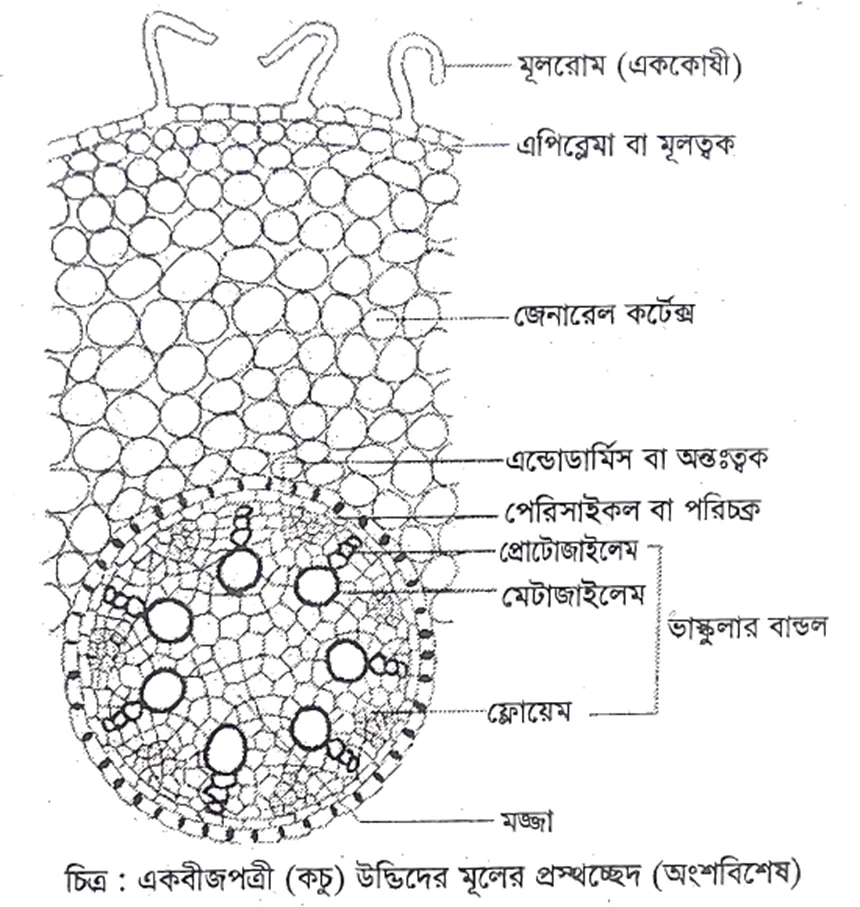 মূলরোম (এককোষী)
এপিব্লেমা বা মূলত্বক
জেনারেল কর্টেক্স
এন্ডোডার্মিস বা অন্তঃত্বক
পেরিসাইকল বা পরিচক্র
প্রোটোজাইলেম
মেটাজাইলেম
ভাস্কুলার বান্ডল
ফ্লোয়েম
মজ্জা
চিত্র : একবীজপত্রী (কচু) উদ্ভিদের মূলের প্রস্থচ্ছেদ (অংশবিশেষ)